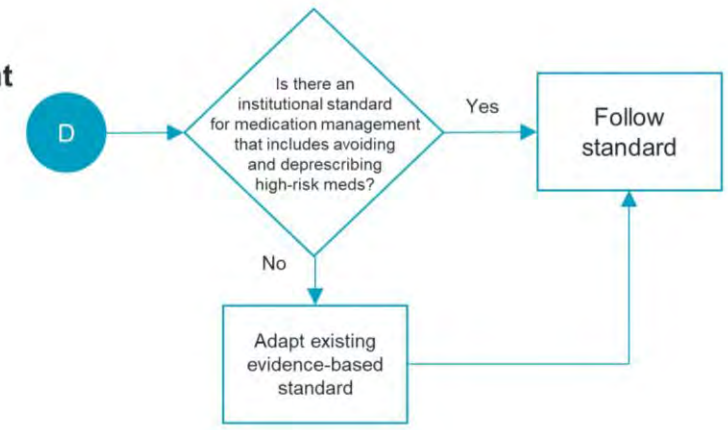 D
Is there an
institutional standard
for medication management
that includes avoiding
and deprescribing
high-risk meds?
Yes
Follow
standard
No
Adapt existing
evidence-based
standard